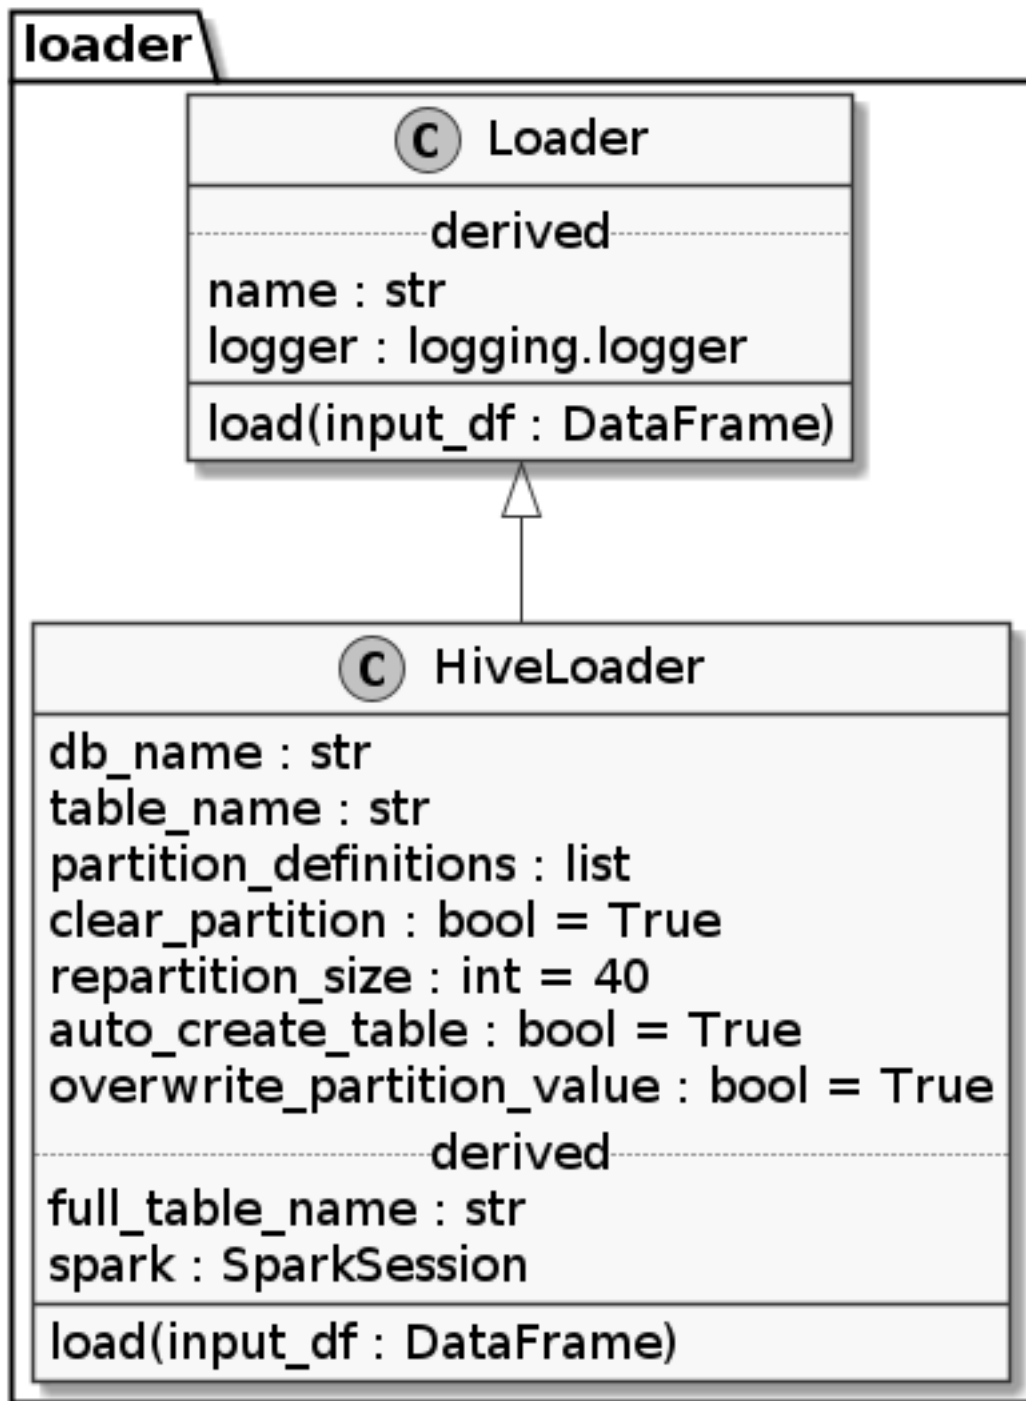 loader
C Loader
derived
name : str
logger : logging.logger
load(input_df : DataFrame)
C HiveLoader
db_name : str
table_name : str
partition_definitions : list
clear_partition : bool = True
repartition_size : int = 40
auto_create_table : bool = True
overwrite_partition_value : bool = True
derived
full_table_name : str
spark : SparkSession
load(input_df : DataFrame)